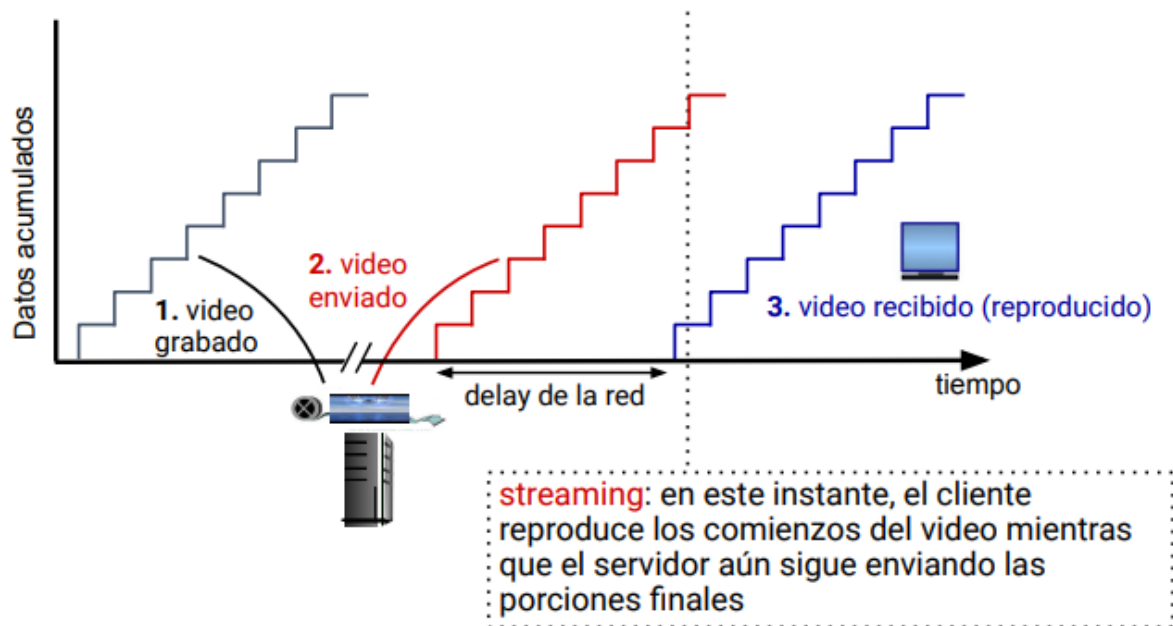 Datos acumulados
1. video
grabado
2. video
enviado
3. video recibido (reproducido)
delay de la red
tiempo
streaming: en este instante, el cliente
reproduce los comienzos del video mientras
que el servidor aún sigue enviando las
porciones finales